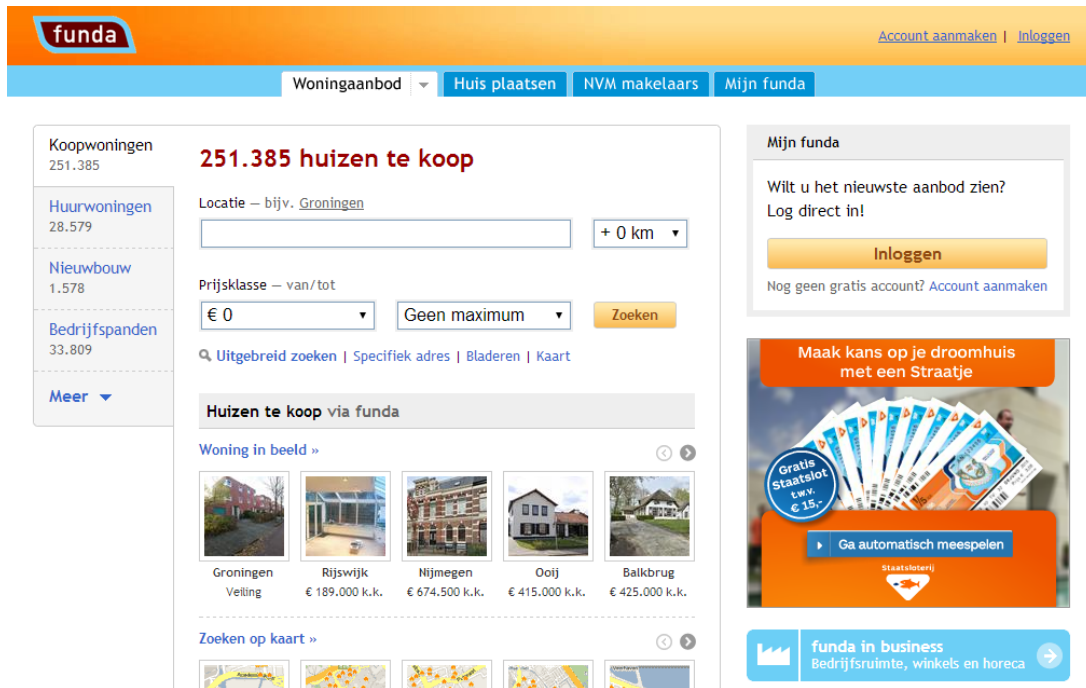 funda
Account aanmaken | Inloggen
Woningaanbod
Huis plaatsen
NVM makelaars
Mijn funda
Koopwoningen
251.385
Huurwoningen
28.579
Nieuwbouw
1.578
Bedrijfspanden
33.809
Meer
251.385 huizen te koop
Locatie — bijv. Groningen
+ 0 km
Prijsklasse — van/tot
€ 0
Geen maximum
Zoeken
Uitgebreid zoeken | Specifiek adres | Bladeren | Kaart
Huizen te koop via funda
Woning in beeld »
Groningen
Veiling
Rijswijk
€ 189.000 k.k.
Nijmegen
€ 674.500 k.k.
Ooij
€ 415.000 k.k.
Balkbrug
€ 425.000 k.k.
Zoeken op kaart »
Mijn funda
Wilt u het nieuwste aanbod zien?
Log direct in!
Inloggen
Nog geen gratis account? Account aanmaken
Maak kans op je droomhuis
met een Straatje
Gratis
Staatslot
t.w.v.
€ 15,-
Ga automatisch meespelen
Staatsloterij
funda in business
Bedrijfsruimte, winkels en horeca